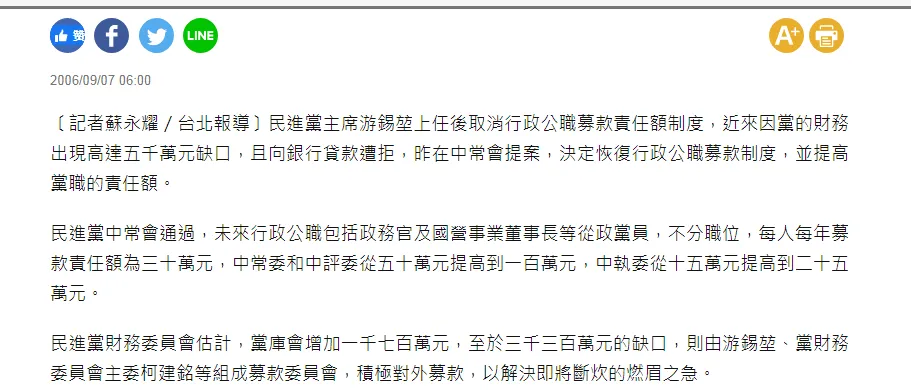 赞
LINE
A+
2006/09/07 06:00
〔記者蘇永耀／台北報導〕民進黨主席游錫堃上任後取消行政公職募款責任額制度，近來因黨的財務
出現高達五千萬元缺口，且向銀行貸款遭拒，昨在中常會提案，決定恢復行政公職募款制度，並提高
黨職的責任額。
民進黨中常會通過，未來行政公職包括政務官及國營事業董事長等從政黨員，不分職位，每人每年募
款責任額為三十萬元，中常委和中評委從五十萬元提高到一百萬元，中執委從十五萬元提高到二十五
萬元。
民進黨財務委員會估計，黨庫會增加一千七百萬元，至於三千三百萬元的缺口，則由游錫堃、黨財務
委員會主委柯建銘等組成募款委員會，積極對外募款，以解決即將斷炊的燃眉之急。